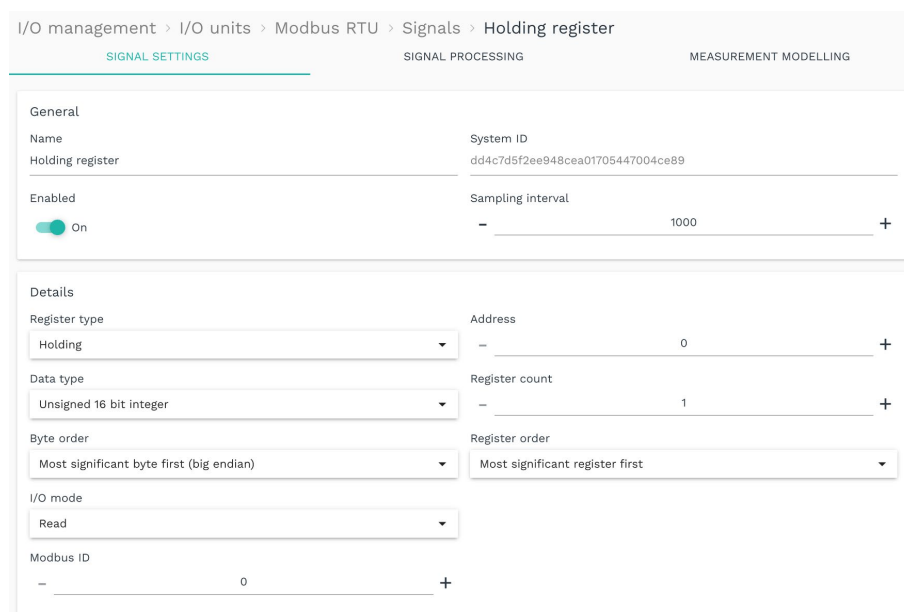 I/O management > I/O units > Modbus RTU > Signals > Holding register
SIGNAL SETTINGS
SIGNAL PROCESSING
MEASUREMENT MODELLING
General
Name
System ID
Holding register
dd4c7d5f2ee948cea01705447004ce89
Enabled
Sampling interval
On
- 1000 +
Details
Register type
Address
Holding
- 0 +
Data type
Register count
Unsigned 16 bit integer
- 1 +
Byte order
Register order
Most significant byte first (big endian)
Most significant register first
I/O mode
Read
Modbus ID
- 0 +